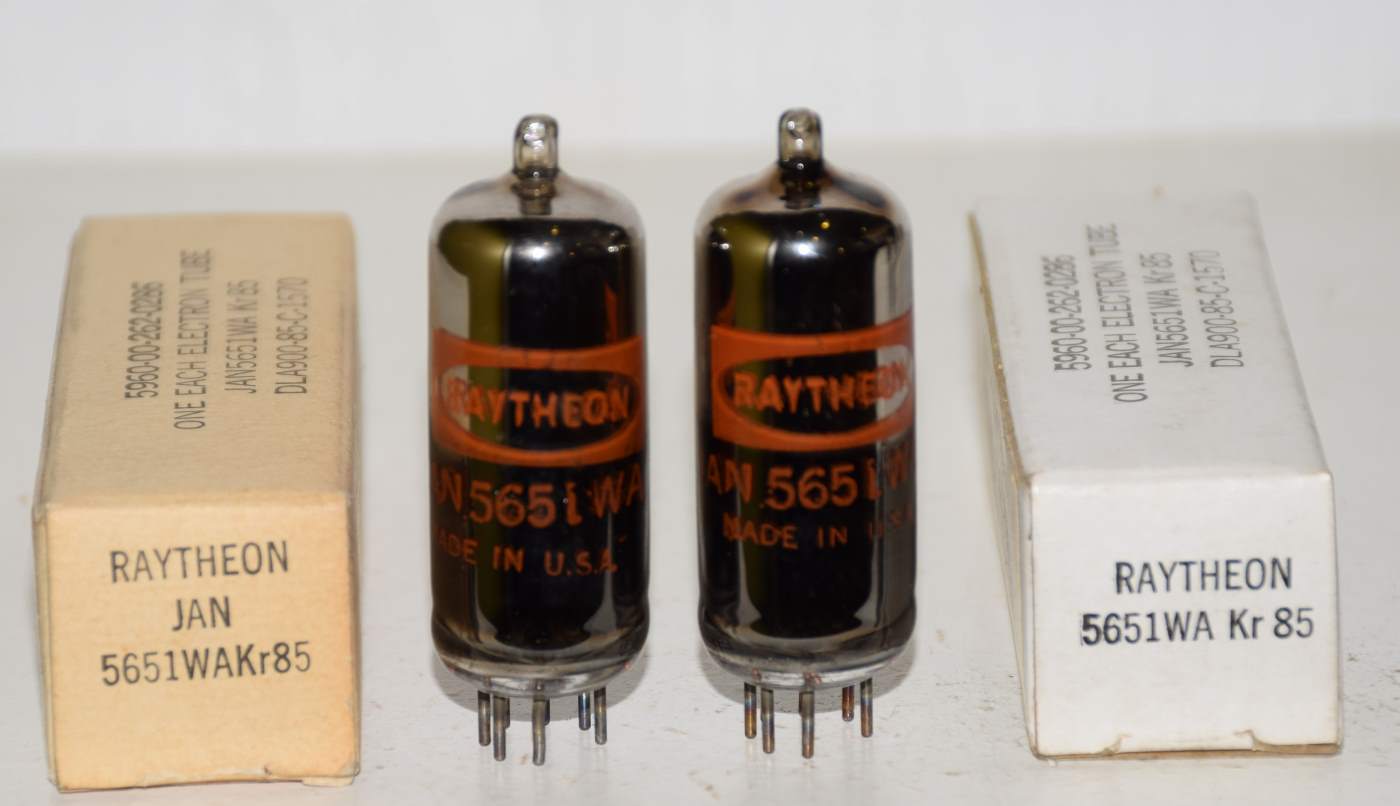 5960-00-262-0286
ONE EACH ELECTRON TUBE
JAN5651WA Kr 85
DLA900-85-C-1570
RAYTHEON
JAN
5651WAKr85
RAYTHEON
AN 5651WA
ADE IN U.S.A.
RAYTHEON
AN 5651W
MADE IN U.S.A
5960-00-262-0286
ONE EACH ELECTRON TUBE
JAN5651WA Kr 85
DLA900-85-C-1570
RAYTHEON
5651WA Kr 85